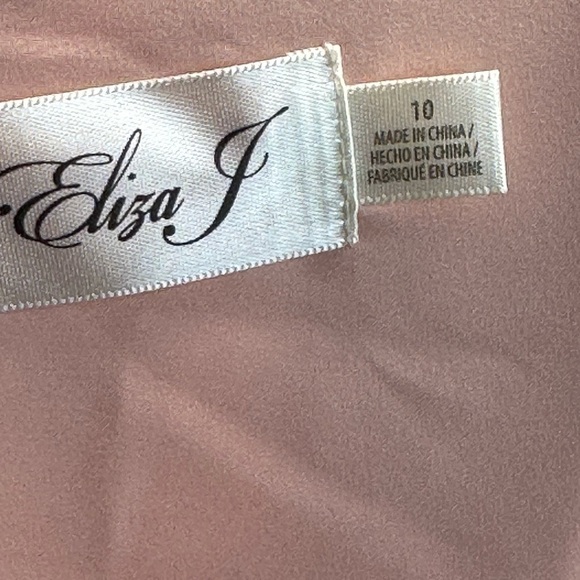 Eliza J
10
MADE IN CHINA/
HECHO EN CHINA/
FABRIQUÉ EN CHINE